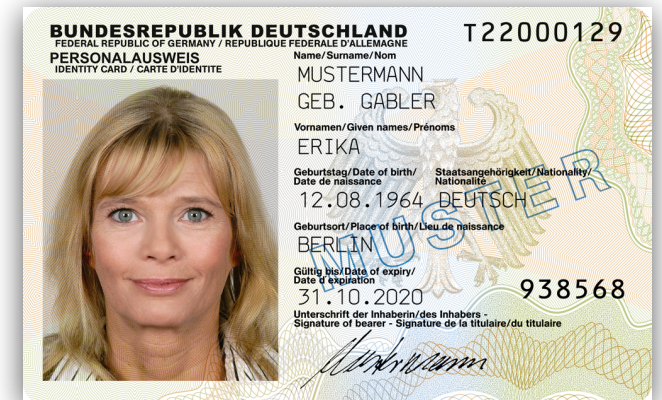 BUNDESREPUBLIK DEUTSCHLAND T22000129
FEDERAL REPUBLIC OF GERMANY / REPUBLIQUE FEDERALE D'ALLEMAGNE
PERSONALAUSWEIS
IDENTITY CARD / CARTE D'IDENTITE
Name/Surname/Nom
MUSTERMANN
GEB. GABLER
Vornamen/Given names/Prénoms
ERIKA
Geburtstag/Date of birth/
Date de naissance
Staatsangehörigkeit/Nationality/
Nationalité
12.08.1964 DEUTSCH
Geburtsort/Place of birth/Lieu de naissance
BERLIN
MUSTER
Gültig bis/Date of expiry/
Date d'expiration
31.10.2020 938568
Unterschrift der Inhaberin/des Inhabers -
Signature of bearer - Signature de la titulaire/du titulaire
Mustermann